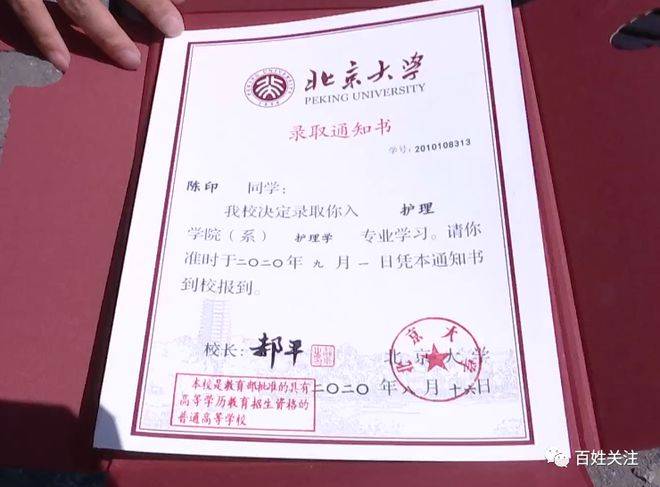 北京大学
PEKING UNIVERSITY
录取通知书
学号: 2010108313
陈印 同学:
我校决定录取你入 护理
学院(系) 护理学 专业学习。请你
准时于二〇二〇年九月一日凭本通知书
到校报到。
校长: 郝平
北京大学
二〇二〇年八月十六日
北京大学
本校是教育部批准的具有
高等学历教育招生资格的
普通高等学校
百姓关注